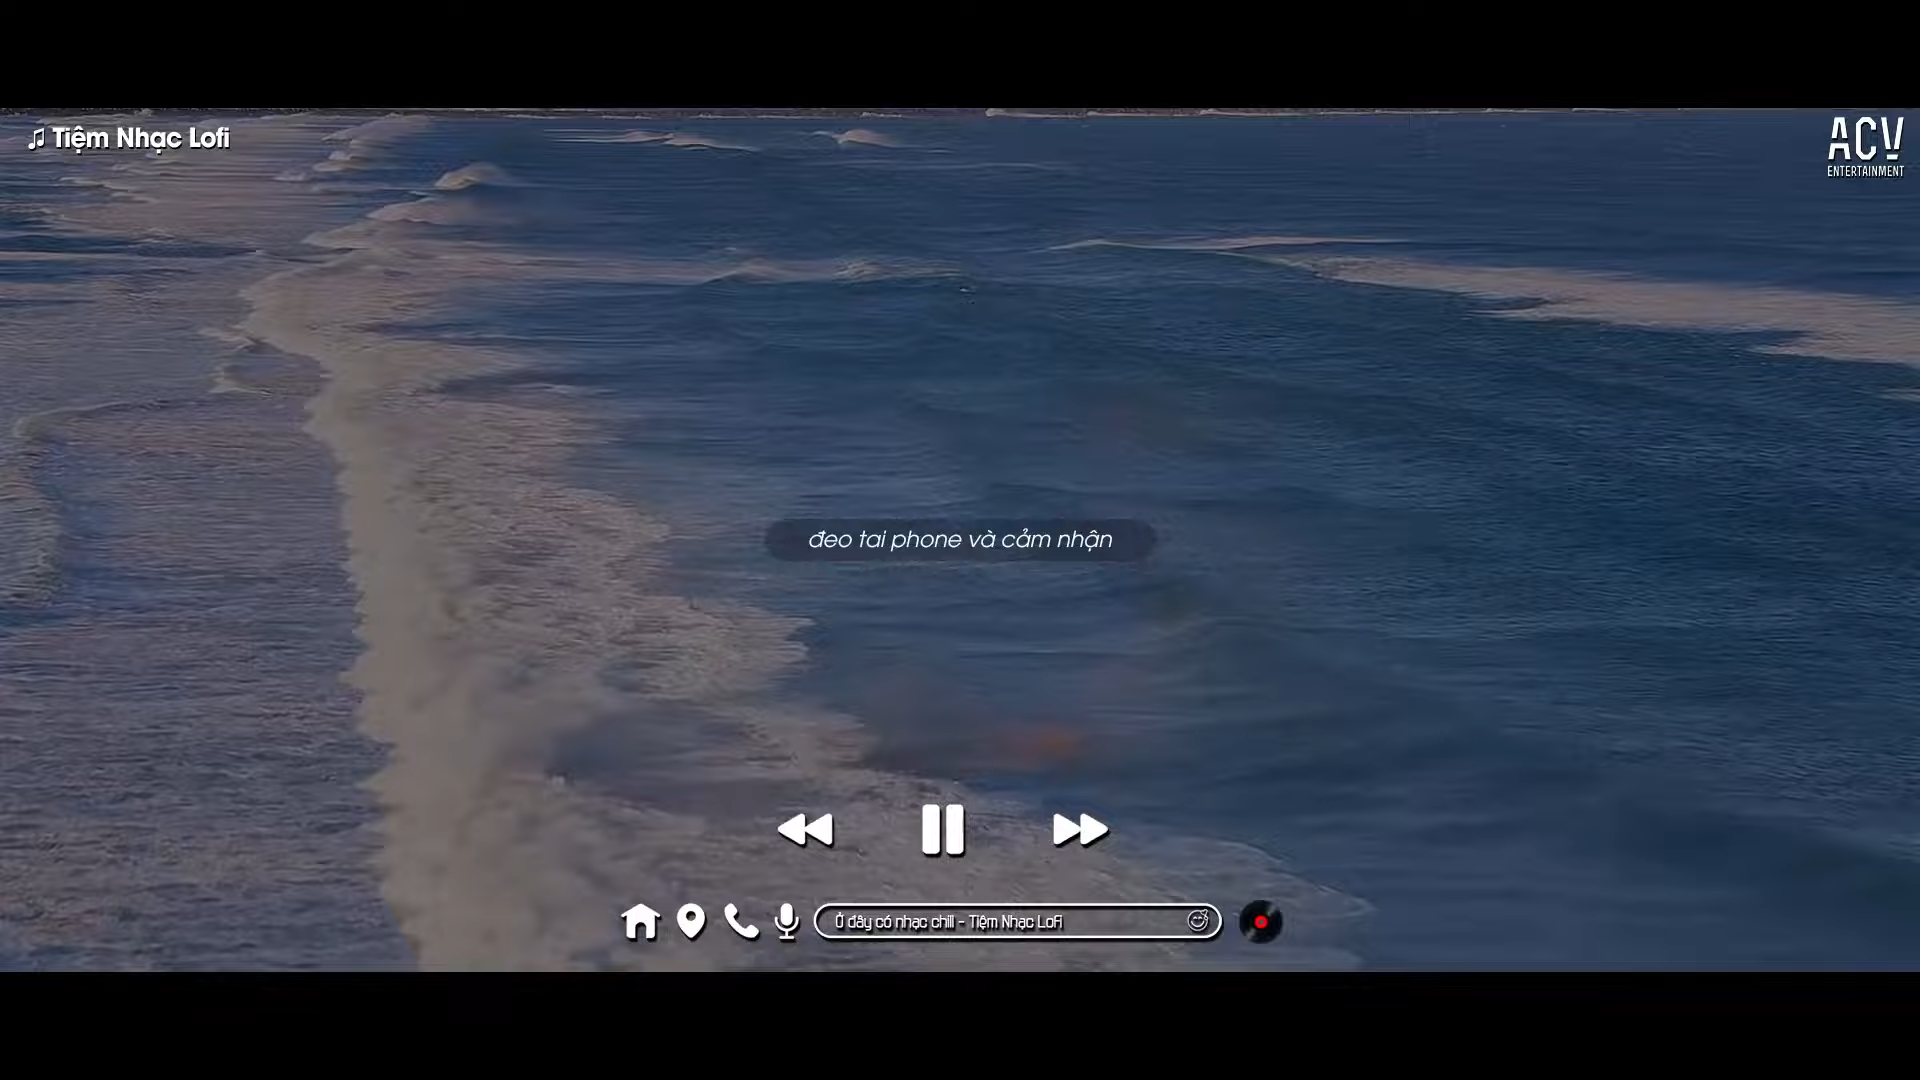 ♫ Tiệm Nhạc Lofi
ACV
ENTERTAINMENT
đeo tai phone và cảm nhận
Ở đây có nhạc chill - Tiệm Nhạc Lofi